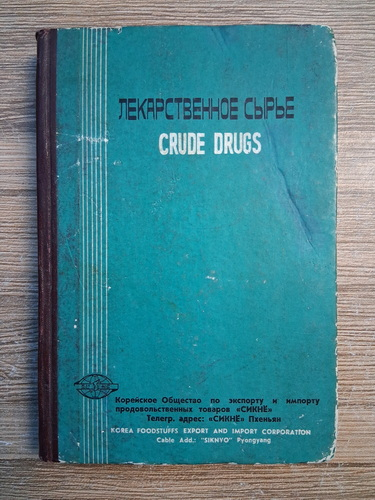 ЛЕКАРСТВЕННОЕ СЫРЬЕ
CRUDE DRUGS
Корейское Общество по экспорту и импорту
продовольственных товаров «СИКНЕ»
Телегр. адрес: «СИКНЕ» Пхеньян
KOREA FOODSTUFFS EXPORT AND IMPORT CORPORATION
Cable Add.: "SIKNYO" Pyongyang